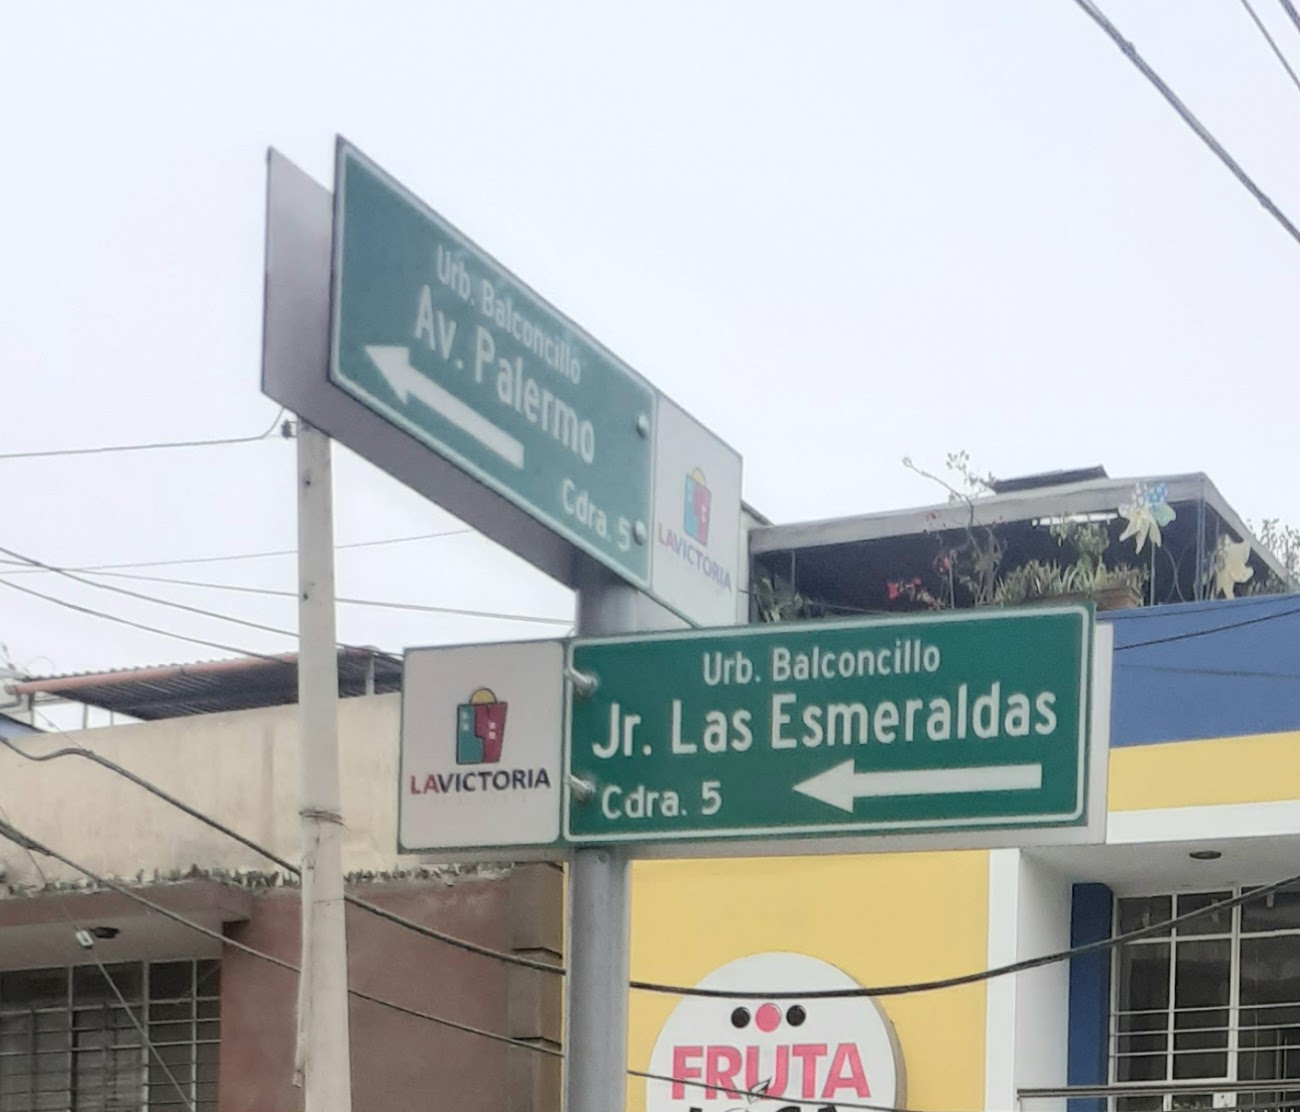 Urb. Balconcillo
Av. Palermo
Cdra. 5
LAVICTORIA
Urb. Balconcillo
Jr. Las Esmeraldas
Cdra. 5
LAVICTORIA
FRUTA